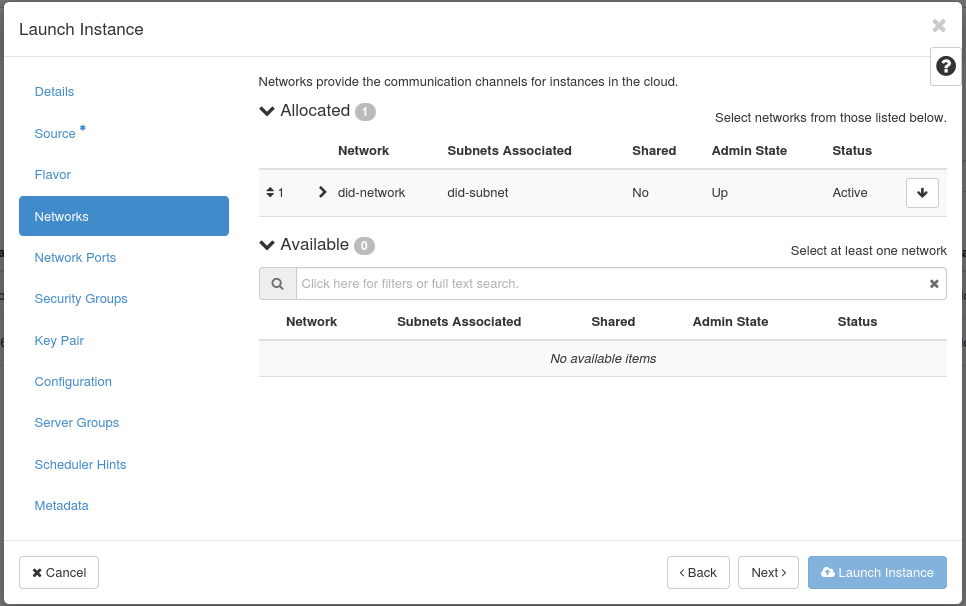 Launch Instance
Details
Source *
Flavor
Networks
Network Ports
Security Groups
Key Pair
Configuration
Server Groups
Scheduler Hints
Metadata
Networks provide the communication channels for instances in the cloud.
Allocated 1
Select networks from those listed below.
Network Subnets Associated Shared Admin State Status
1 did-network did-subnet No Up Active
Available 0
Select at least one network
Click here for filters or full text search.
Network Subnets Associated Shared Admin State Status
No available items
Cancel
Back
Next
Launch Instance